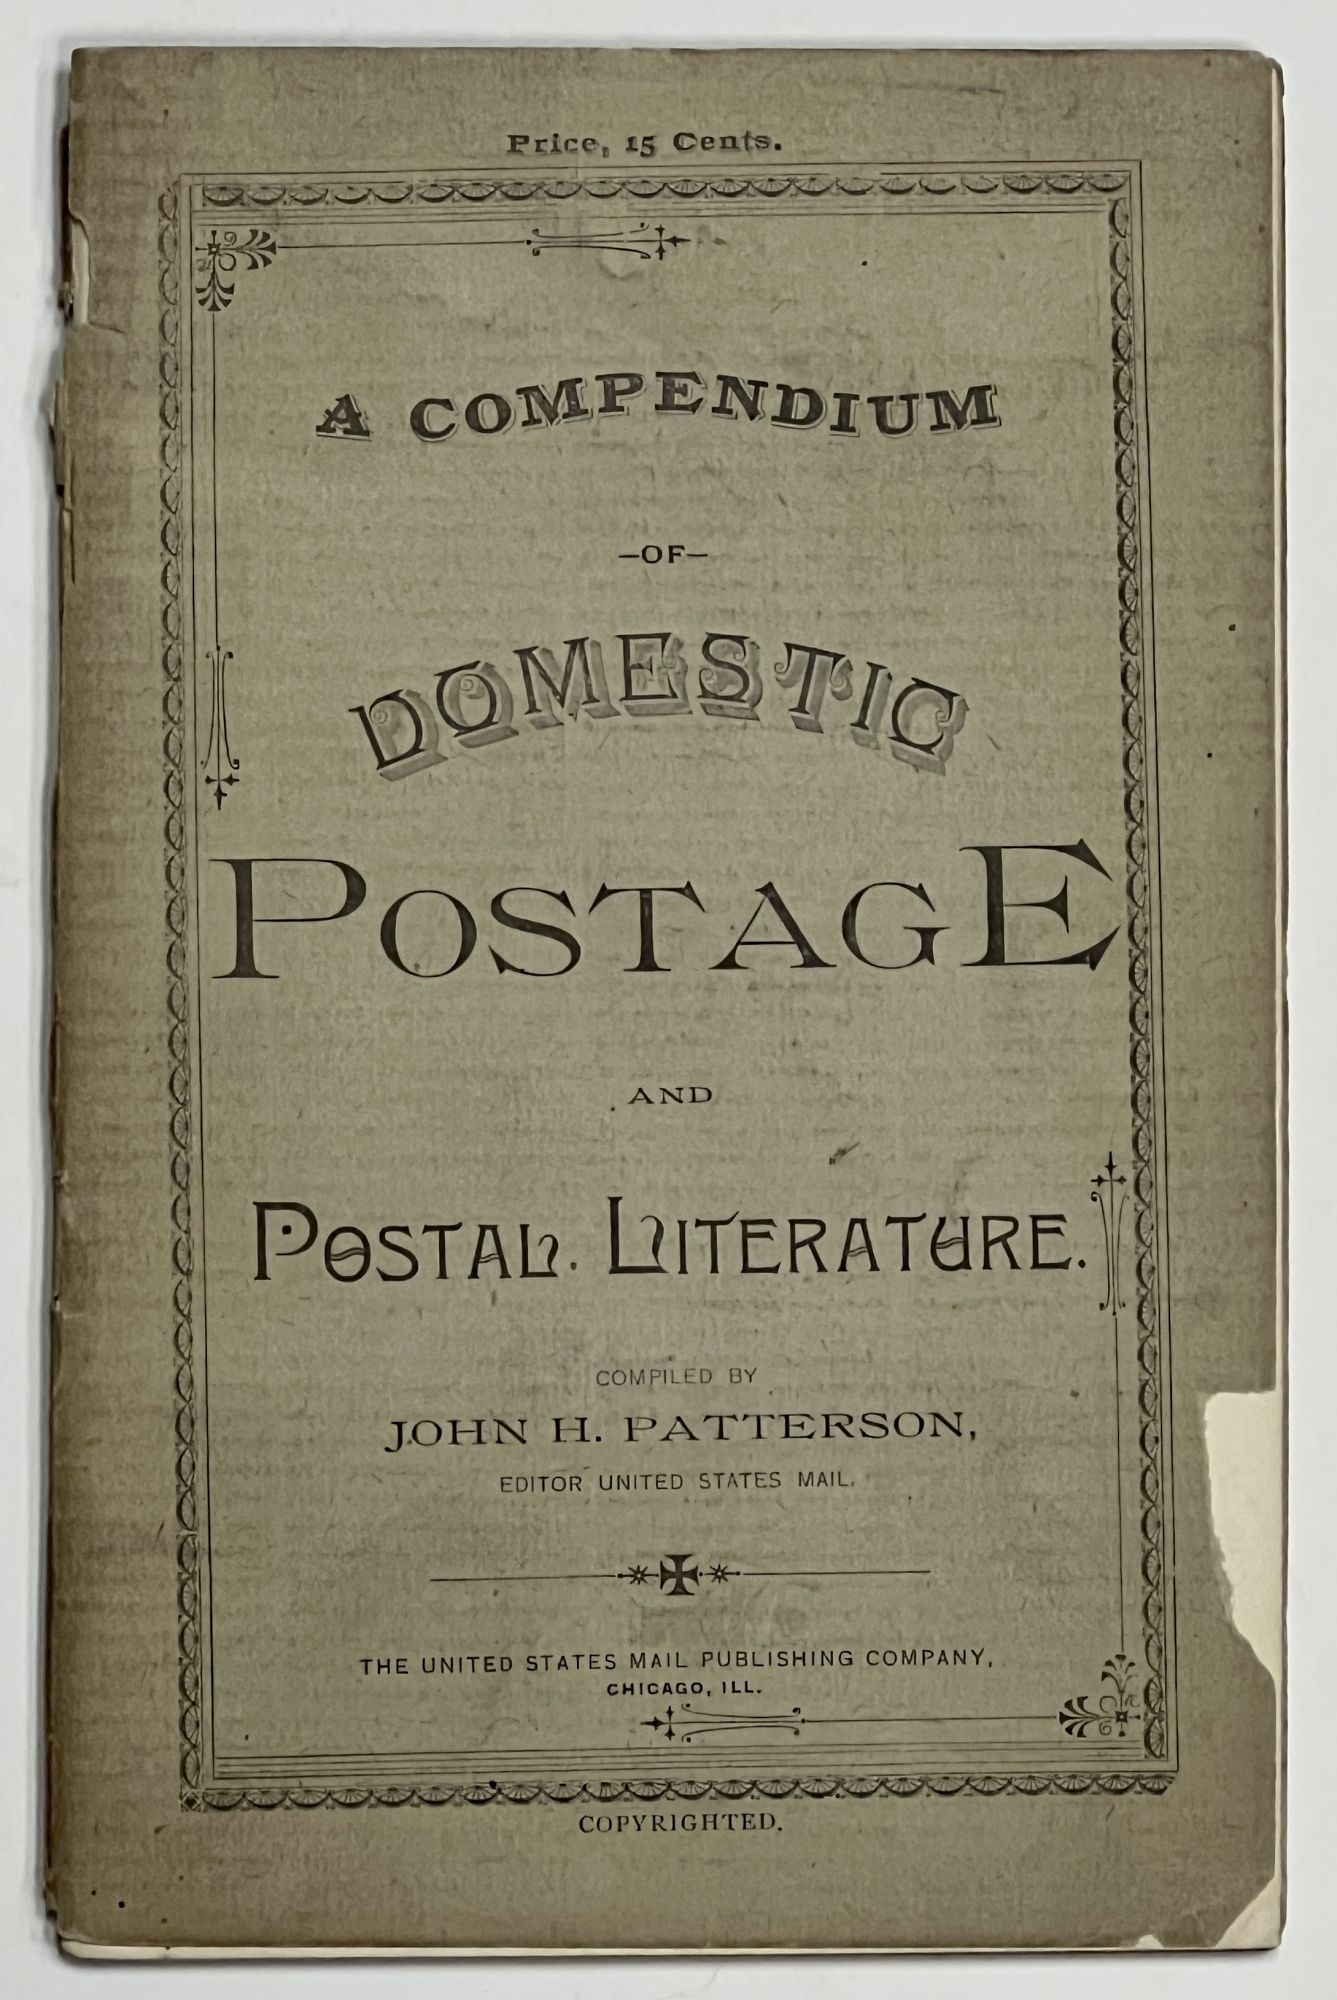 Price, 15 Cents.
A COMPENDIUM
–OF–
DOMESTIC
POSTAGE
AND
POSTAL LITERATURE.
COMPILED BY
JOHN H. PATTERSON,
EDITOR UNITED STATES MAIL.
THE UNITED STATES MAIL PUBLISHING COMPANY,
CHICAGO, ILL.
COPYRIGHTED.